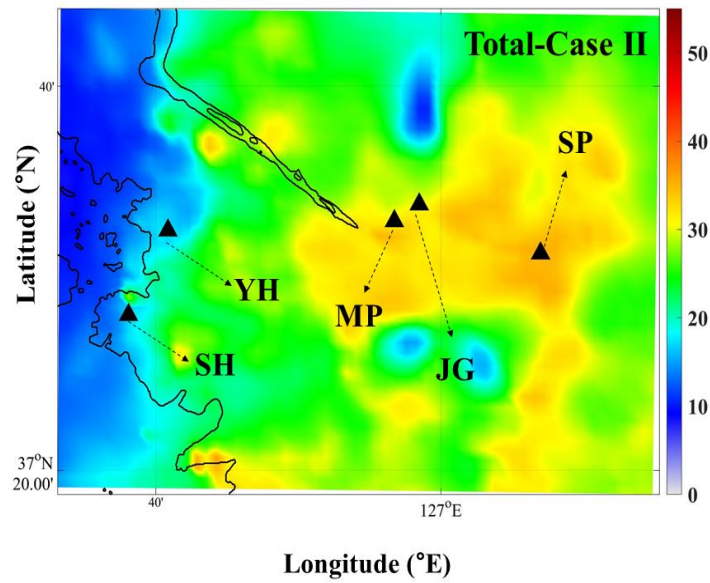 Total-Case II
40'
50
40
30
20
10
0
SP
YH
MP
SH
JG
Latitude (°N)
37°N
20.00'
40'
127°E
Longitude (°E)